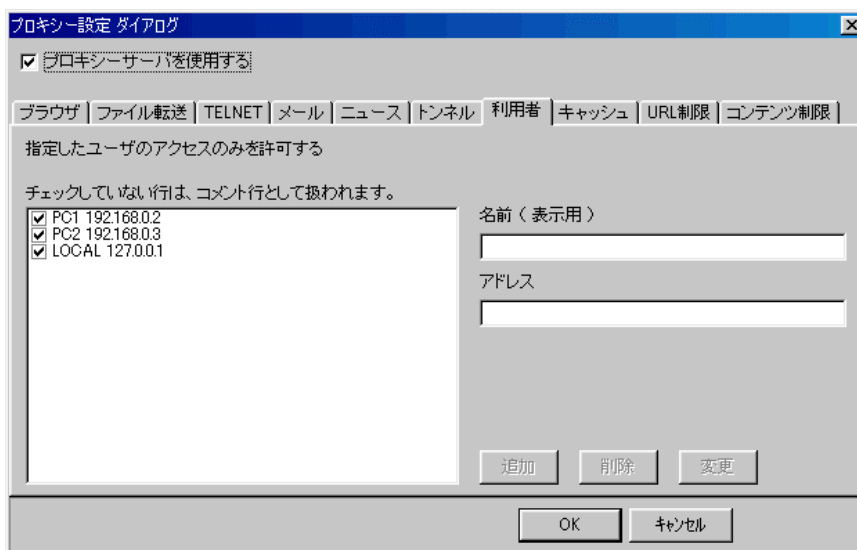 プロキシー設定 ダイアログ
プロキシーサーバを使用する
ブラウザ ファイル転送 TELNET メール ニュース トンネル 利用者 キャッシュ URL制限 コンテンツ制限
指定したユーザのアクセスのみを許可する
チェックしていない行は、コメント行として扱われます。
PC1 192.168.0.2
PC2 192.168.0.3
LOCAL 127.0.0.1
名前（表示用）
アドレス
追加 削除 変更
OK キャンセル